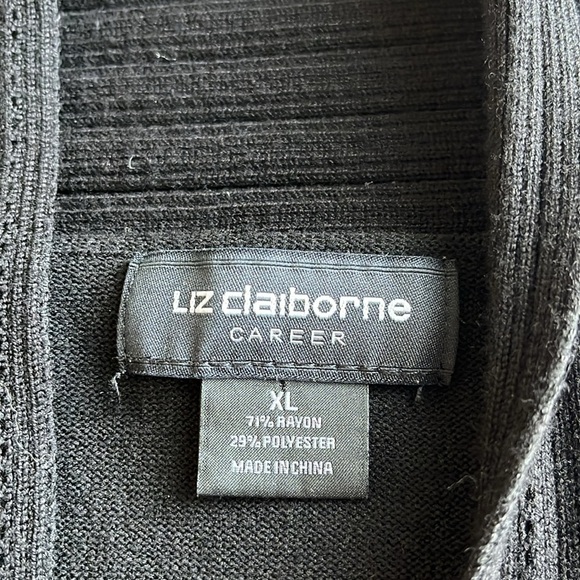 Liz claiborne
CAREER
XL
71% RAYON
29% POLYESTER
MADE IN CHINA